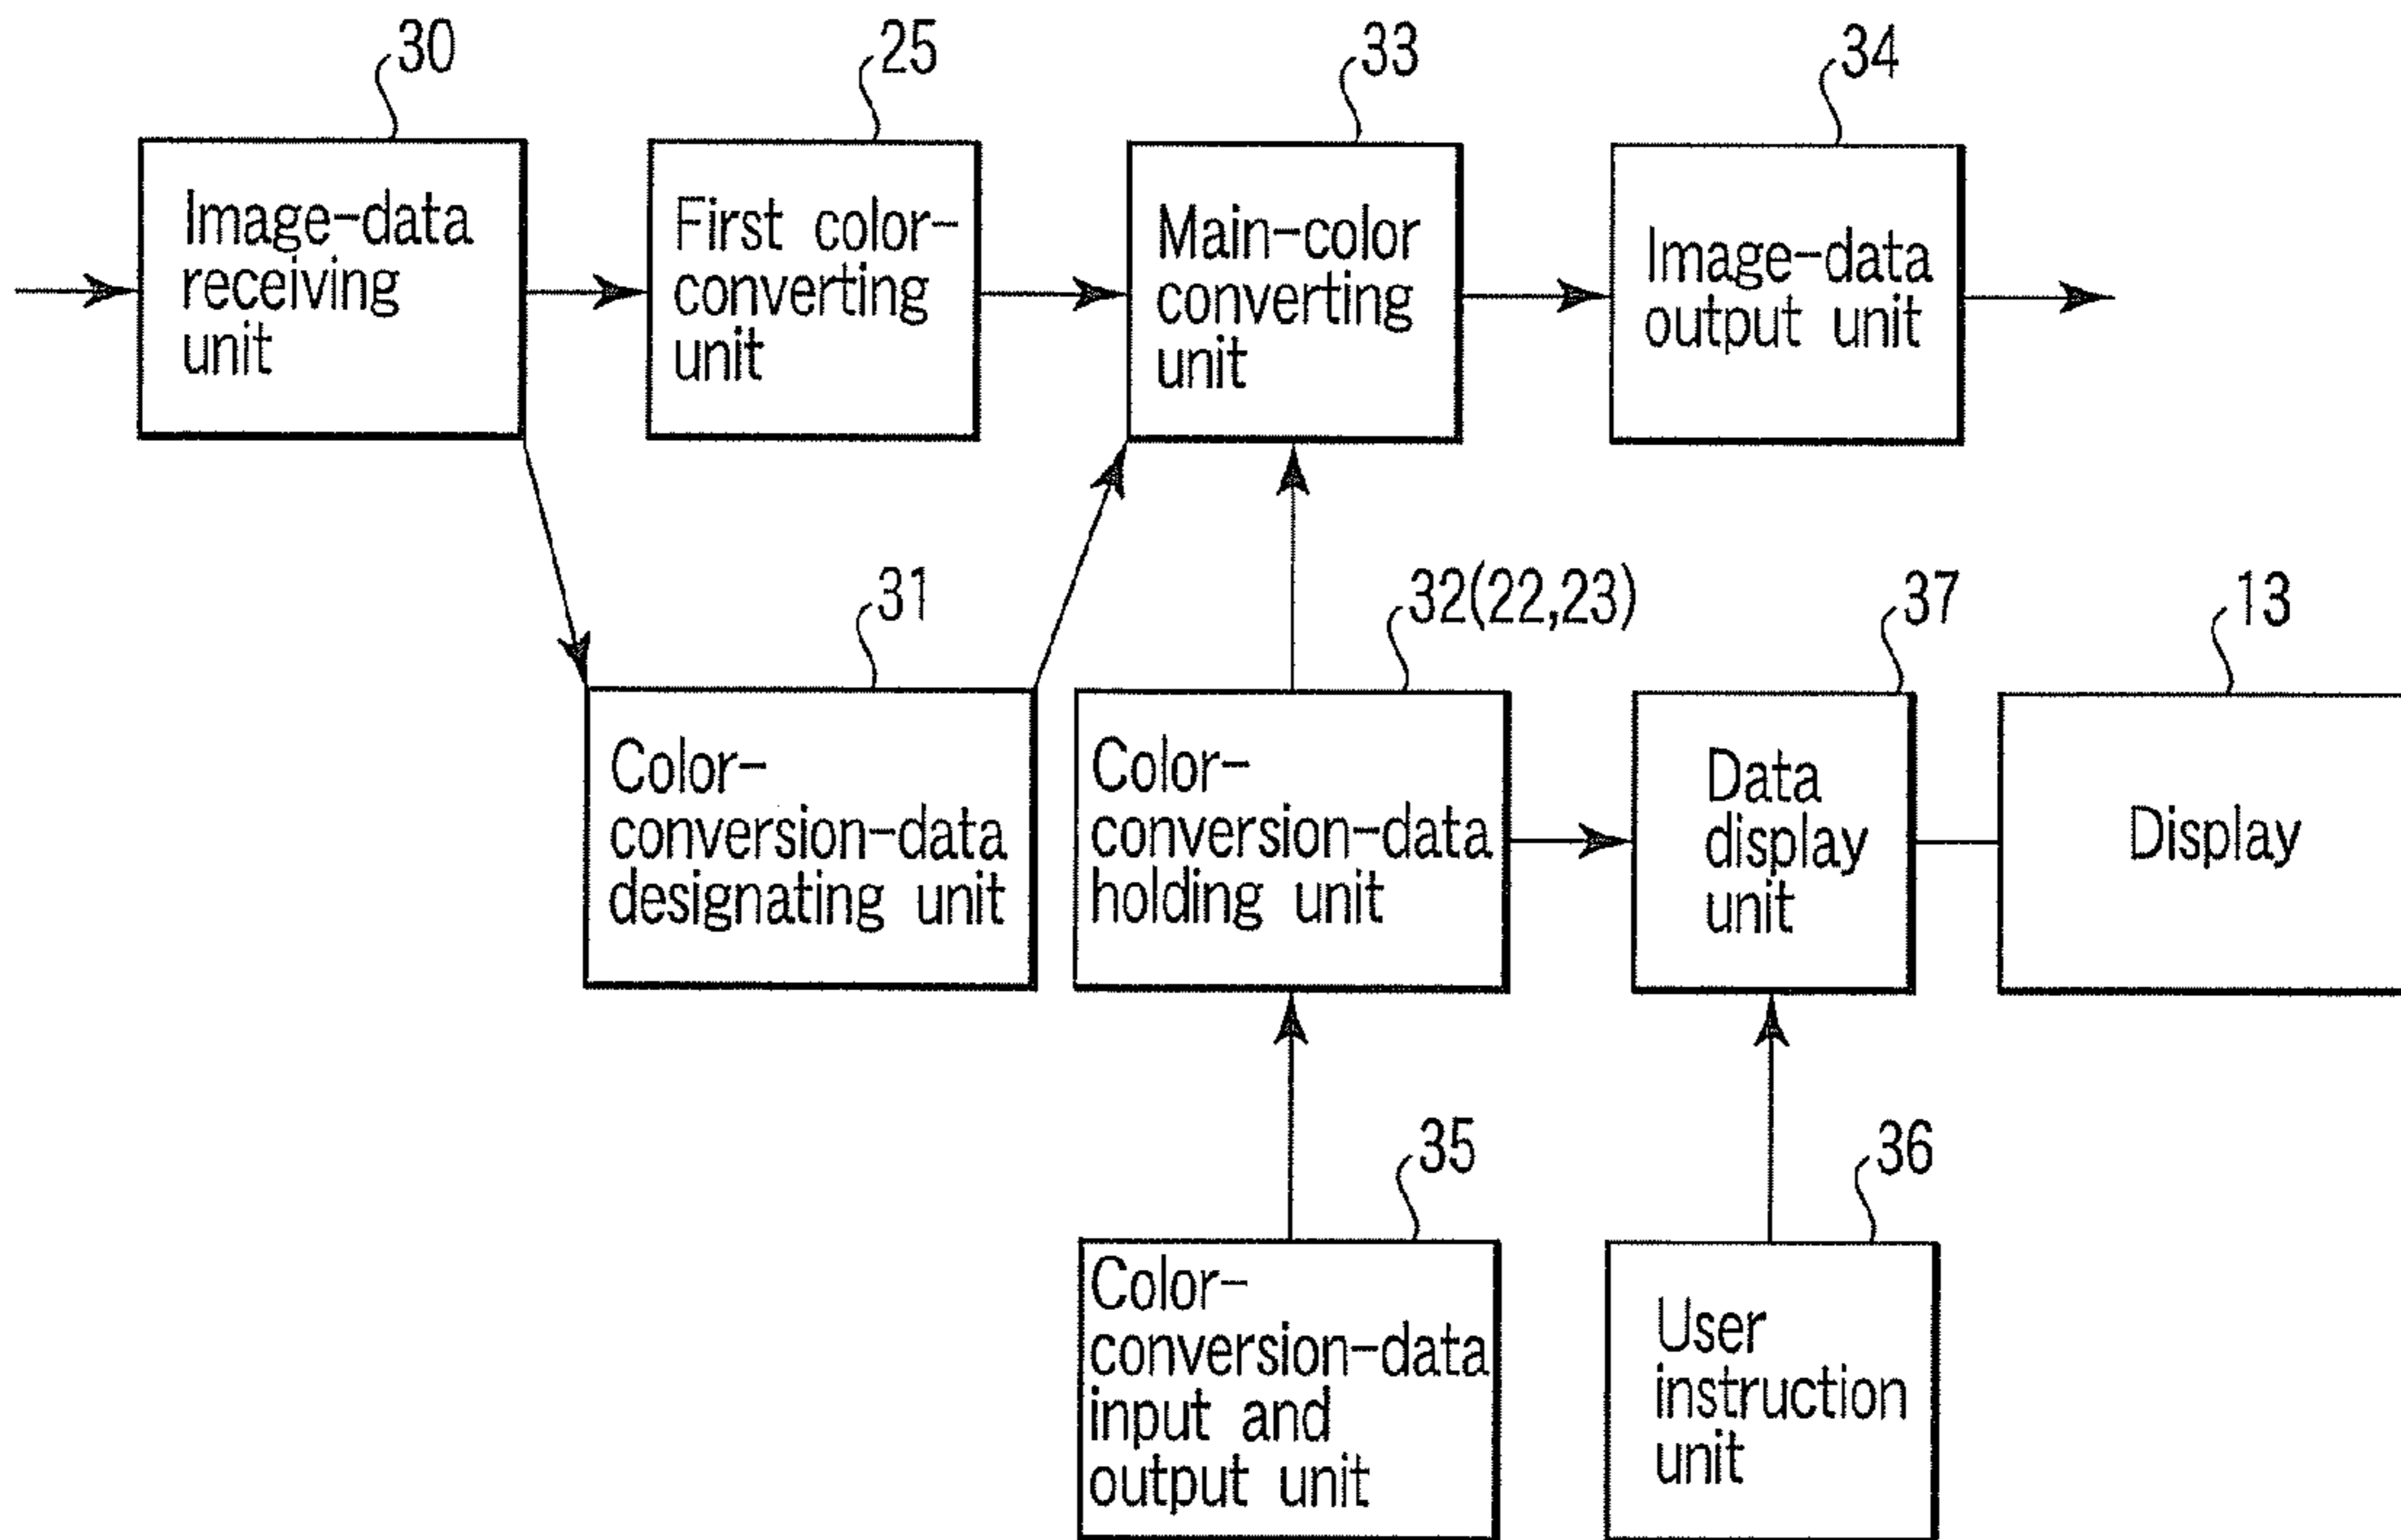 30
25
33
34
Image-data
receiving
unit
First color-
converting
unit
Main-color
converting
unit
Image-data
output unit
31
32(22,23)
37
13
Color-
conversion-data
designating unit
Color-
conversion-data
holding unit
Data
display
unit
Display
35
36
Color-
conversion-data
input and
output unit
User
instruction
unit